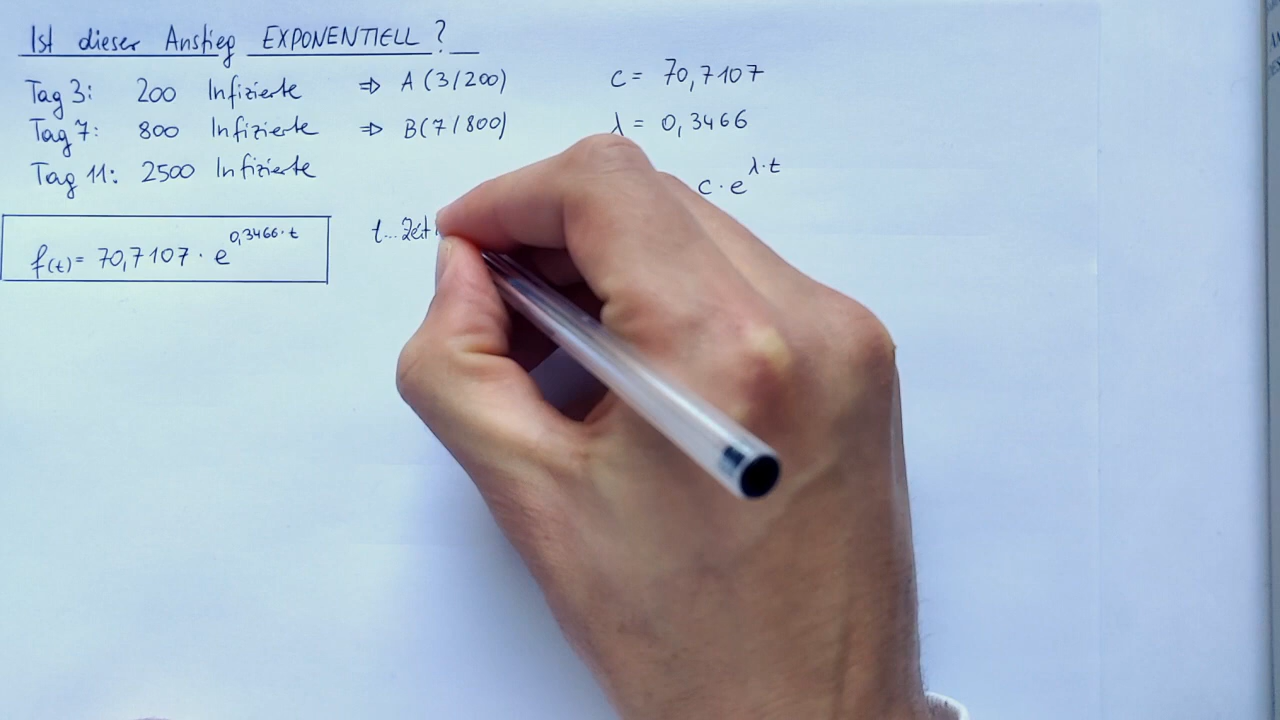 Ist dieser Anstieg EXPONENTIELL?
Tag 3: 200 Infizierte ⇒ A(3/200)
Tag 7: 800 Infizierte ⇒ B(7/800)
Tag 11: 2500 Infizierte
c = 70,7107
λ = 0,3466
c · e^λ·t
f(t) = 70,7107 · e^0,3466·t
t...Zeit